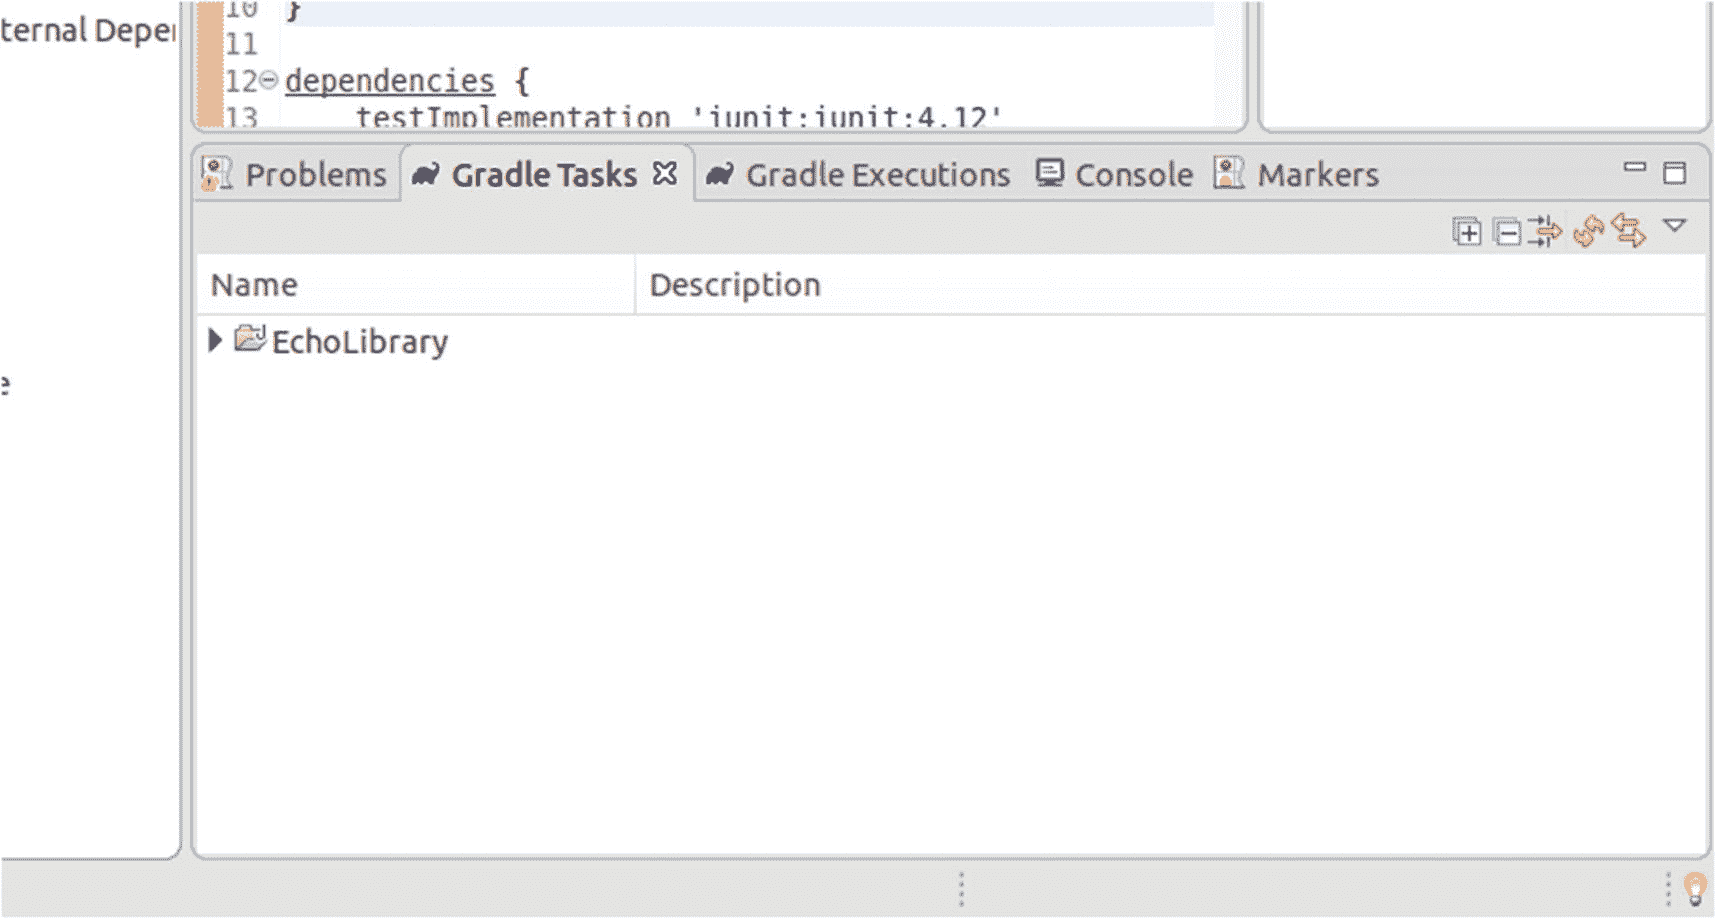 ternal Depe
10 }
11
12 dependencies {
13 testImplementation 'junit:junit:4.12'
Problems Gradle Tasks Gradle Executions Console Markers
Name Description
EchoLibrary
e